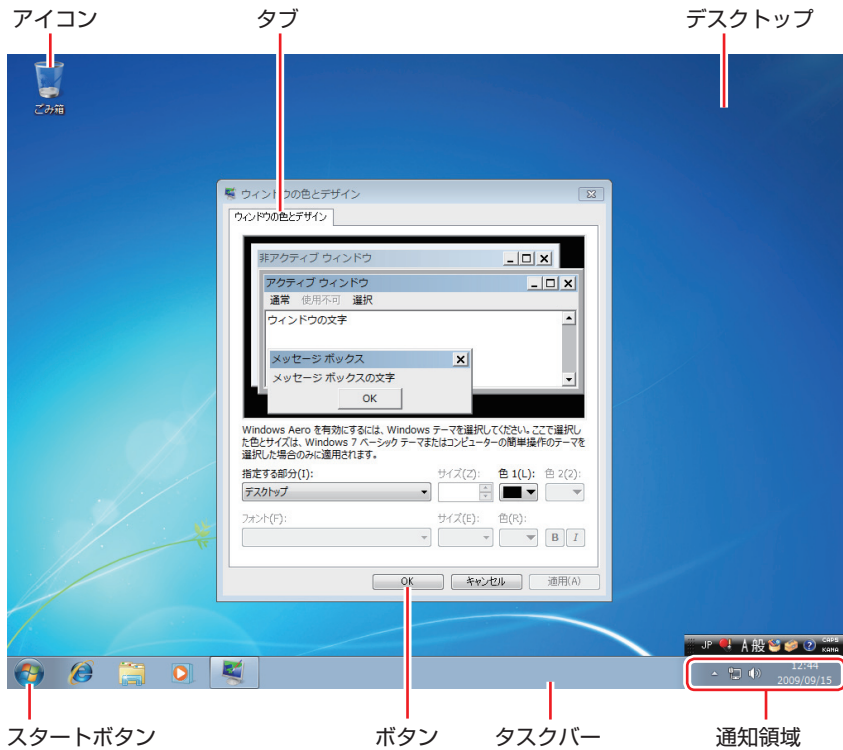 アイコン タブ デスクトップ
ごみ箱
ウィンドウの色とデザイン
ウィンドウの色とデザイン
非アクティブ ウィンドウ
アクティブ ウィンドウ
通常 使用不可 選択
ウィンドウの文字
メッセージ ボックス
メッセージ ボックスの文字
OK
Windows Aero を有効にするには、Windows テーマを選択してください。ここで選択し
た色とサイズは、Windows 7 ベーシック テーマまたはコンピューターの簡単操作のテーマを
選択した場合のみに適用されます。
指定する部分(I): サイズ(Z): 色 1(L): 色 2(2):
デスクトップ
フォント(F): サイズ(E): 色(R):
B I
OK キャンセル 適用(A)
JP A 般 CAPS
KANA
12:44
2009/09/15
スタートボタン ボタン タスクバー 通知領域